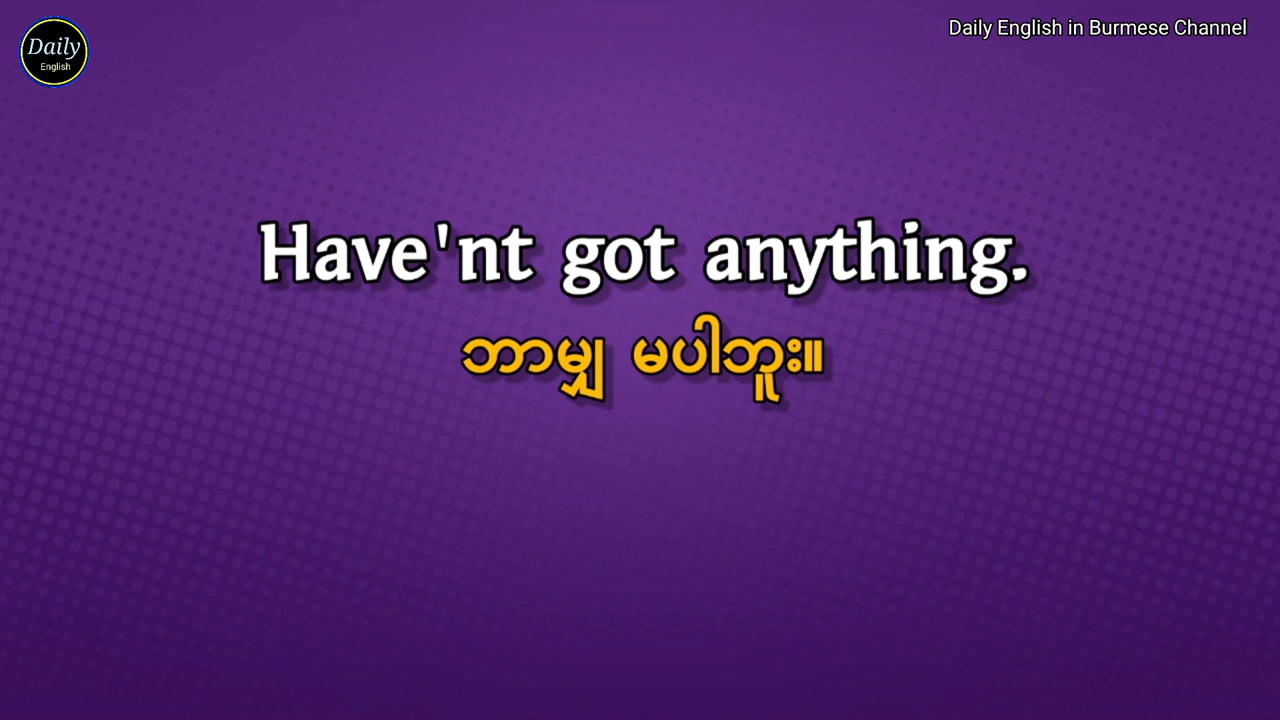 Daily
English
Daily English in Burmese Channel
Have'nt got anything.
ဘာမျှ မပါဘူး။